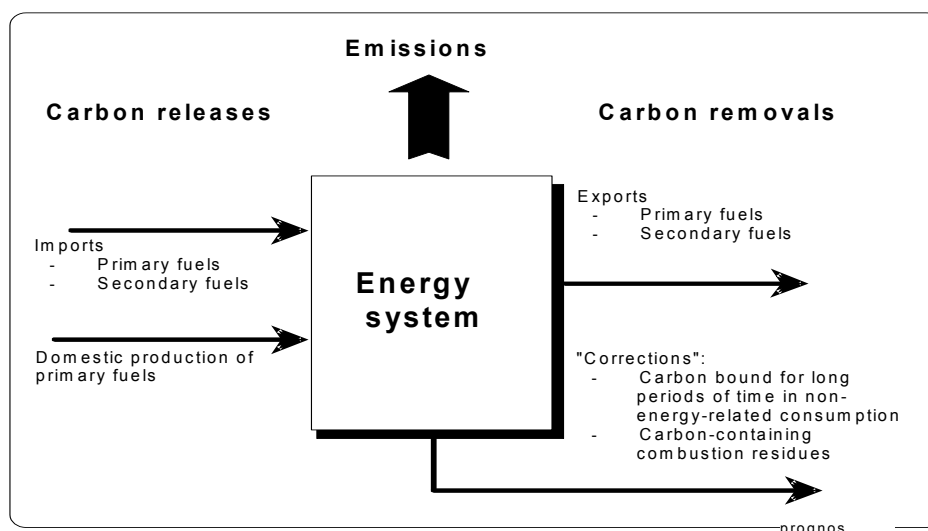 Emissions
Carbon releases
Carbon removals
Imports
- Primary fuels
- Secondary fuels
Domestic production of
primary fuels
Energy
system
Exports
- Primary fuels
- Secondary fuels
"Corrections":
- Carbon bound for long
periods of time in non-
energy-related consumption
- Carbon-containing
combustion residues
prognos